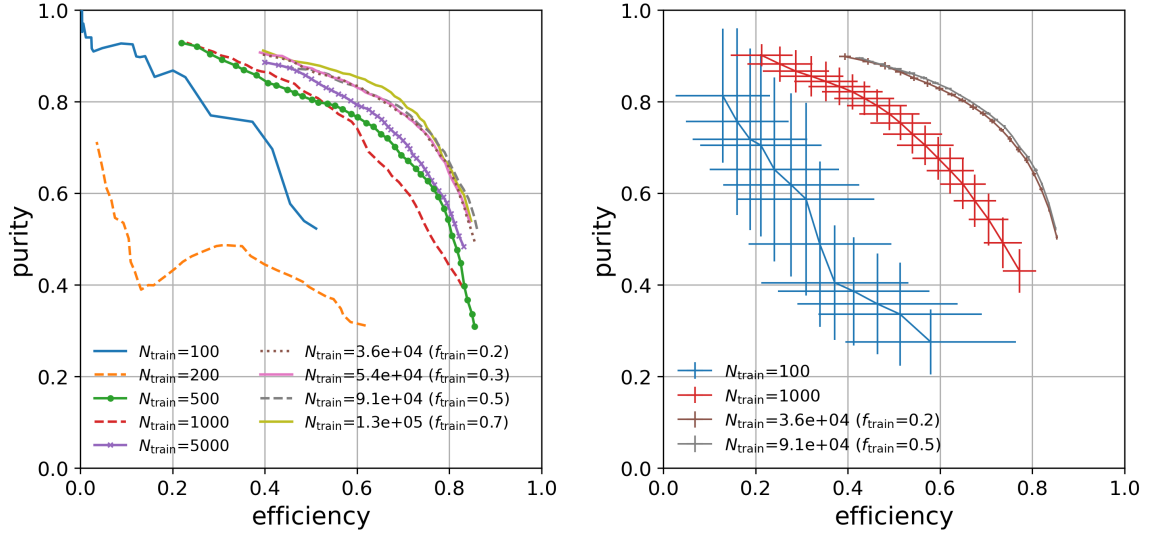 1.0
0.8
0.6
0.4
0.2
0.0
purity
N_train=100
N_train=200
N_train=500
N_train=1000
N_train=5000
N_train=3.6e+04 (f_train=0.2)
N_train=5.4e+04 (f_train=0.3)
N_train=9.1e+04 (f_train=0.5)
N_train=1.3e+05 (f_train=0.7)
0.0 0.2 0.4 0.6 0.8 1.0
efficiency
1.0
0.8
0.6
0.4
0.2
0.0
purity
N_train=100
N_train=1000
N_train=3.6e+04 (f_train=0.2)
N_train=9.1e+04 (f_train=0.5)
0.0 0.2 0.4 0.6 0.8 1.0
efficiency